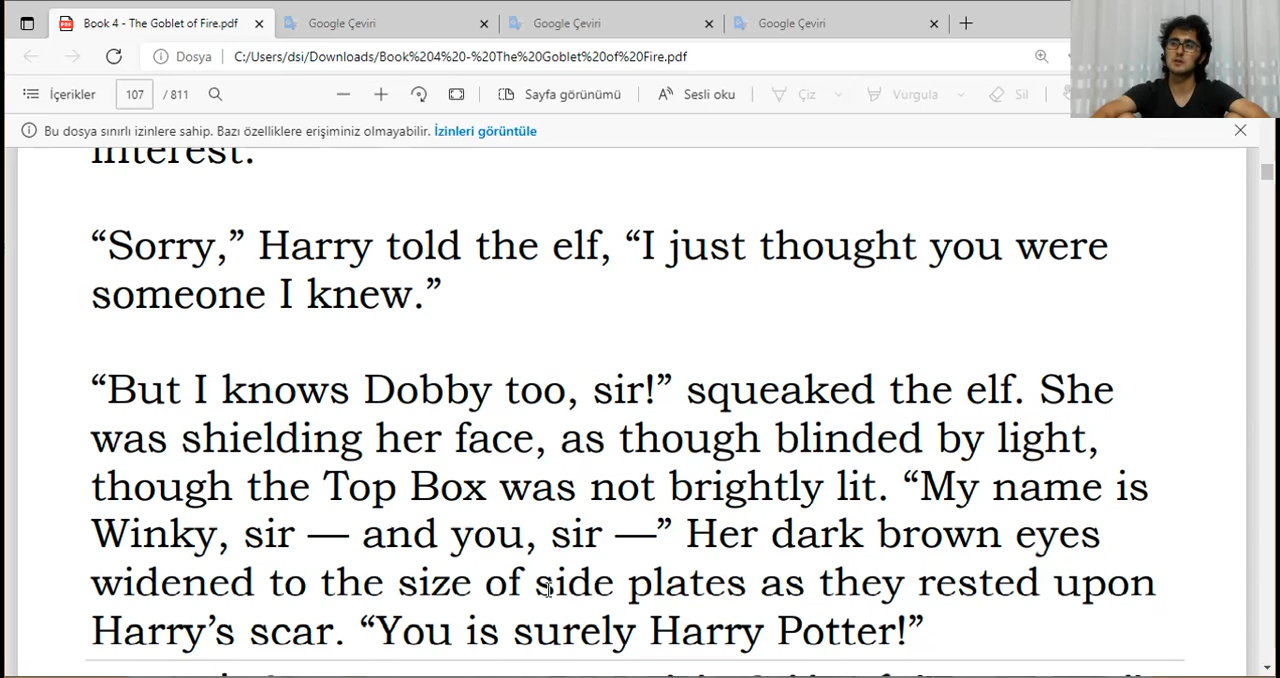 Book 4 - The Goblet of Fire.pdf
Google Çeviri
Google Çeviri
Google Çeviri
Dosya C:/Users/dsi/Downloads/Book%204%20-%20The%20Goblet%20of%20Fire.pdf
İçerikler 107 / 811 Sayfa görünümü Sesli oku Çiz Vurgula Sil
Bu dosya sınırlı izinlere sahip. Bazı özelliklere erişiminiz olmayabilir. İzinleri görüntüle
interest.
“Sorry,” Harry told the elf, “I just thought you were
someone I knew.”
“But I knows Dobby too, sir!” squeaked the elf. She
was shielding her face, as though blinded by light,
though the Top Box was not brightly lit. “My name is
Winky, sir — and you, sir —” Her dark brown eyes
widened to the size of side plates as they rested upon
Harry’s scar. “You is surely Harry Potter!”